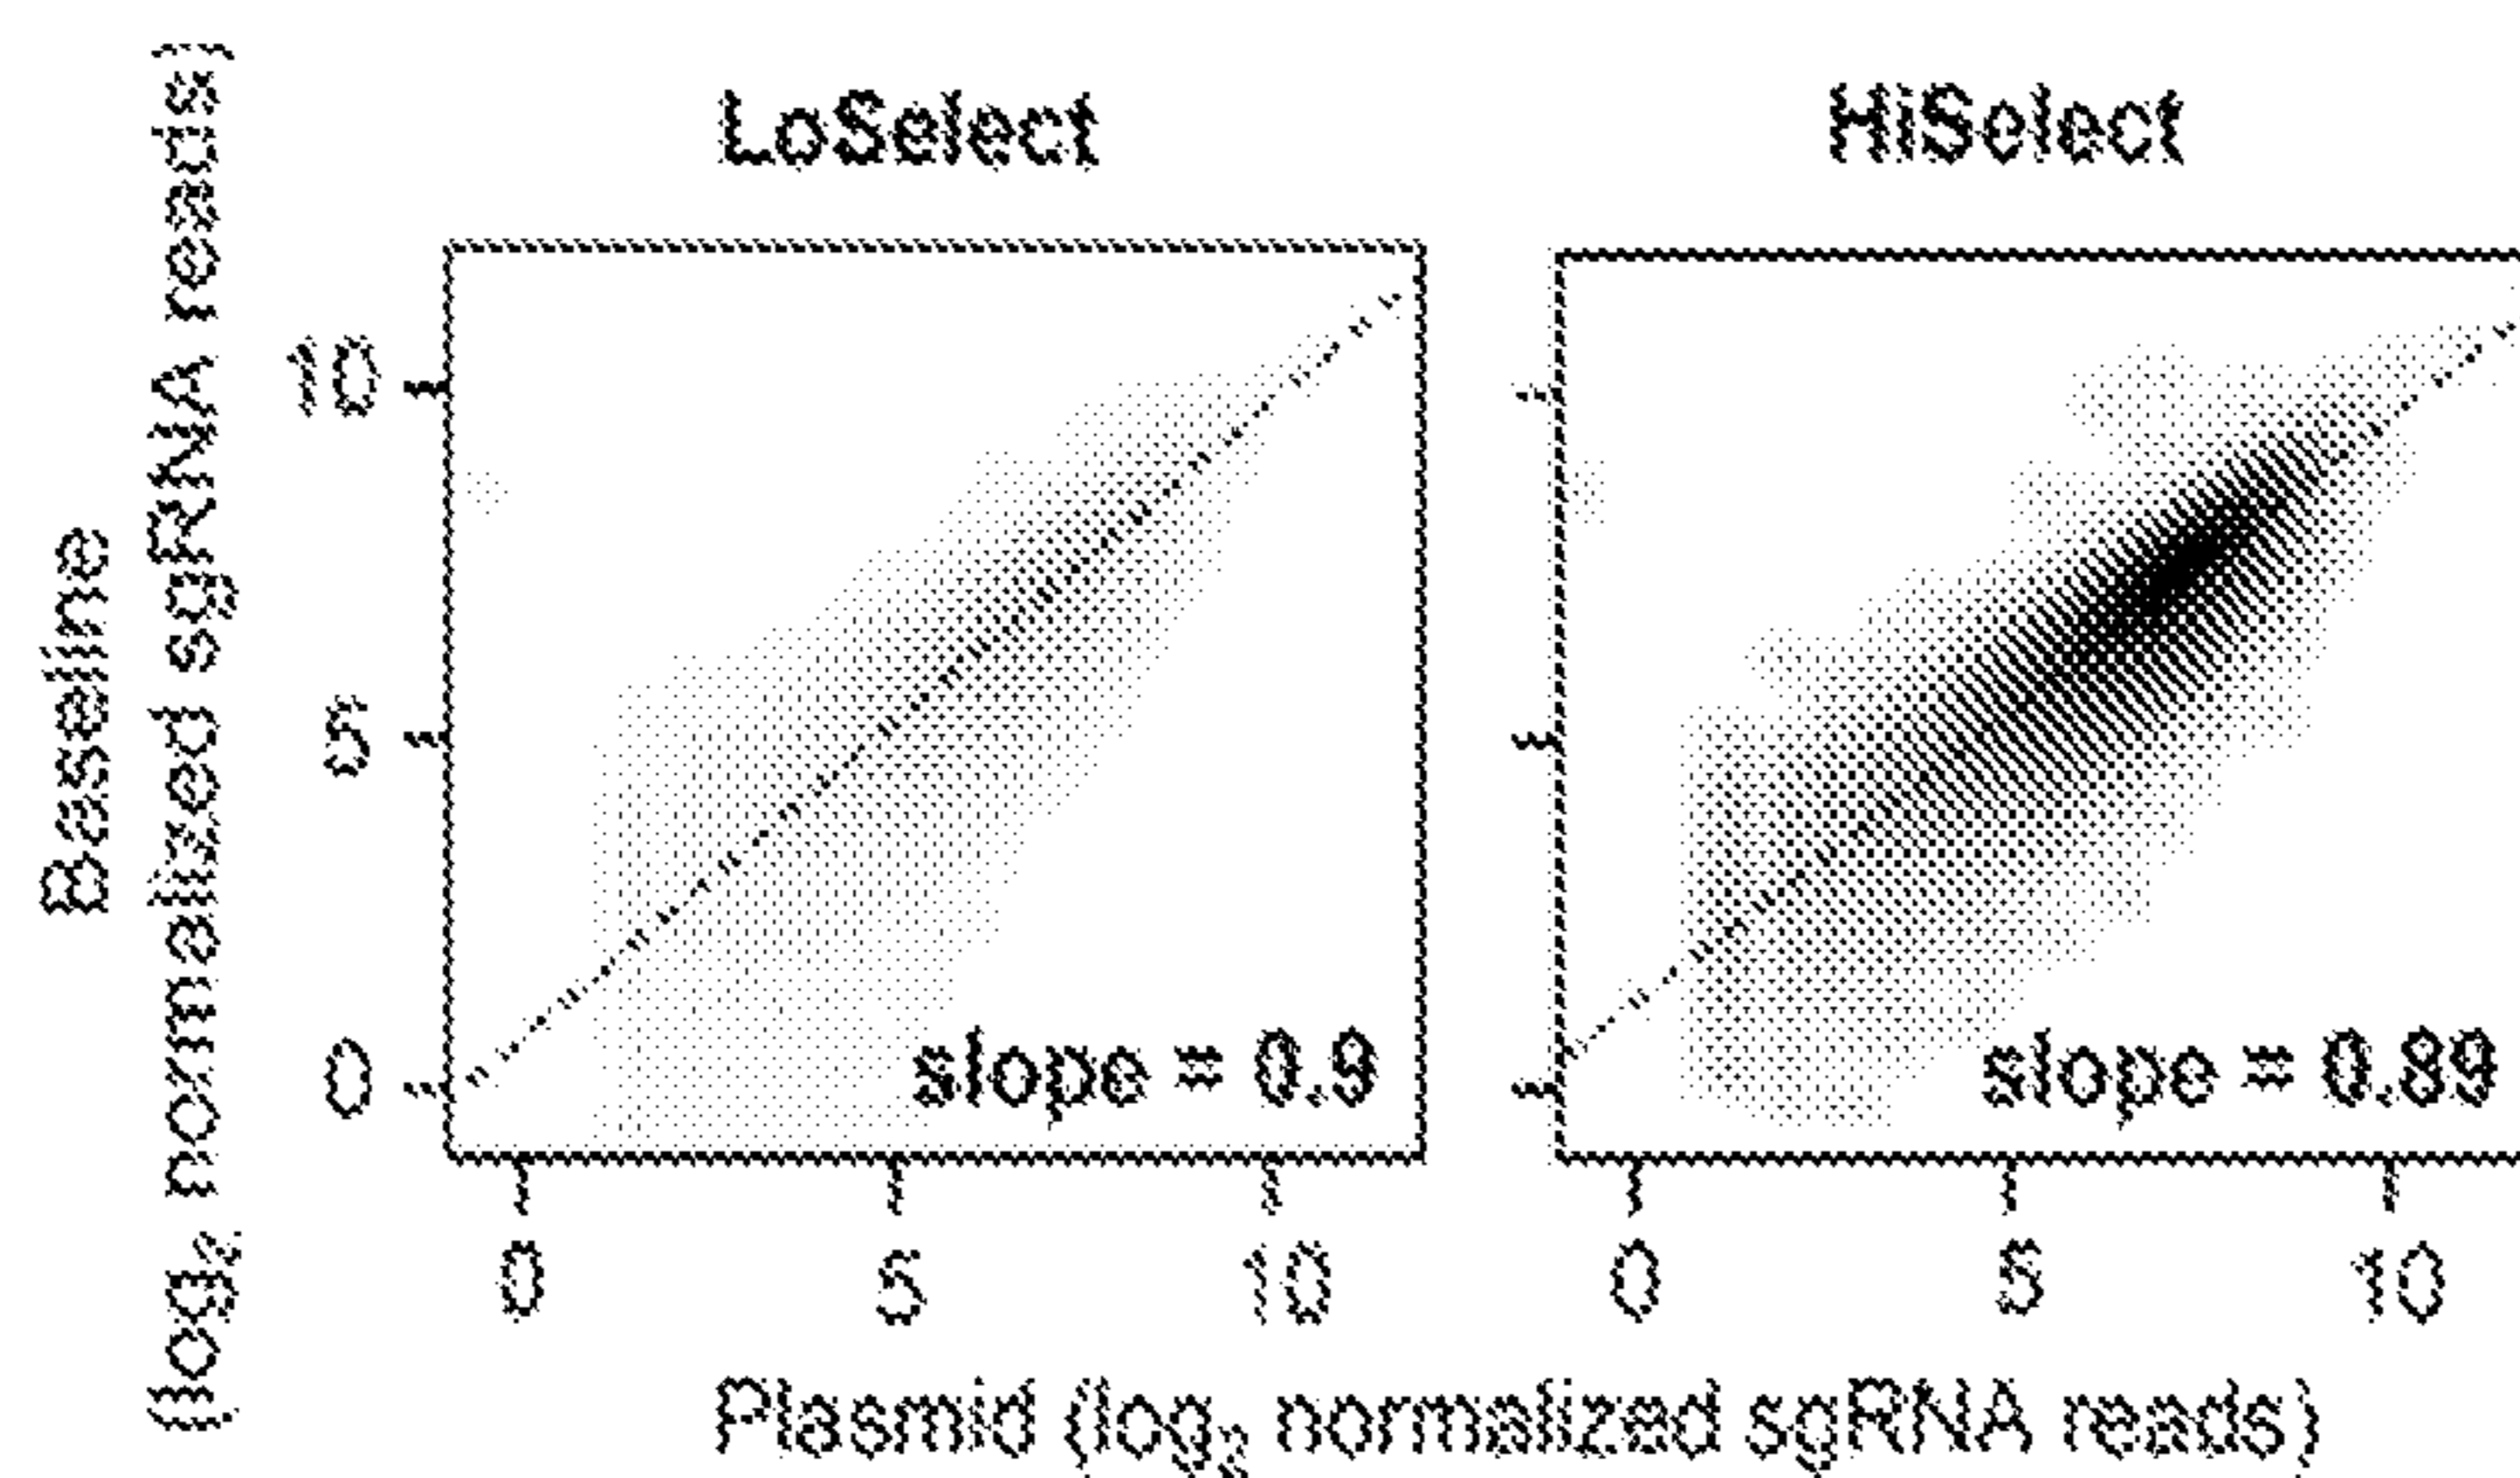 LoSelect
HiSelect
Baseline
(log2 normalized sgRNA reads)
10
5
0
slope = 0.9
slope = 0.89
0
5
10
0
5
10
Plasmid (log2 normalized sgRNA reads)